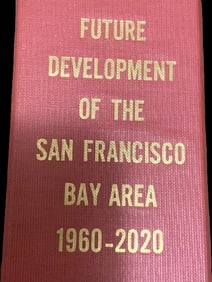 FUTURE
DEVELOPMENT
OF THE
SAN FRANCISCO
BAY AREA
1960-2020